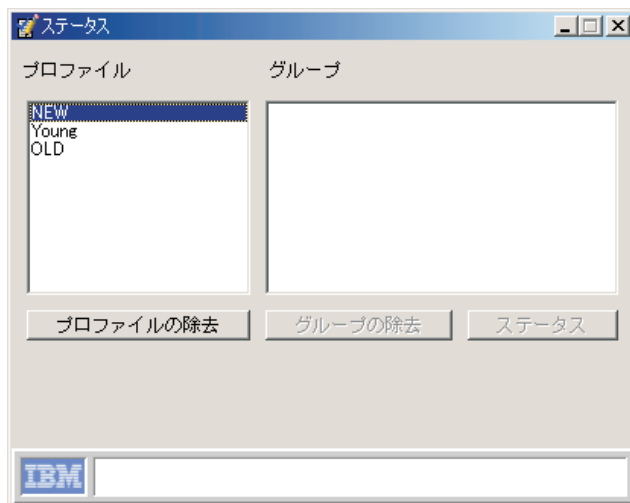 ステータス
プロファイル
グループ
NEW
Young
OLD
プロファイルの除去
グループの除去
ステータス
IBM